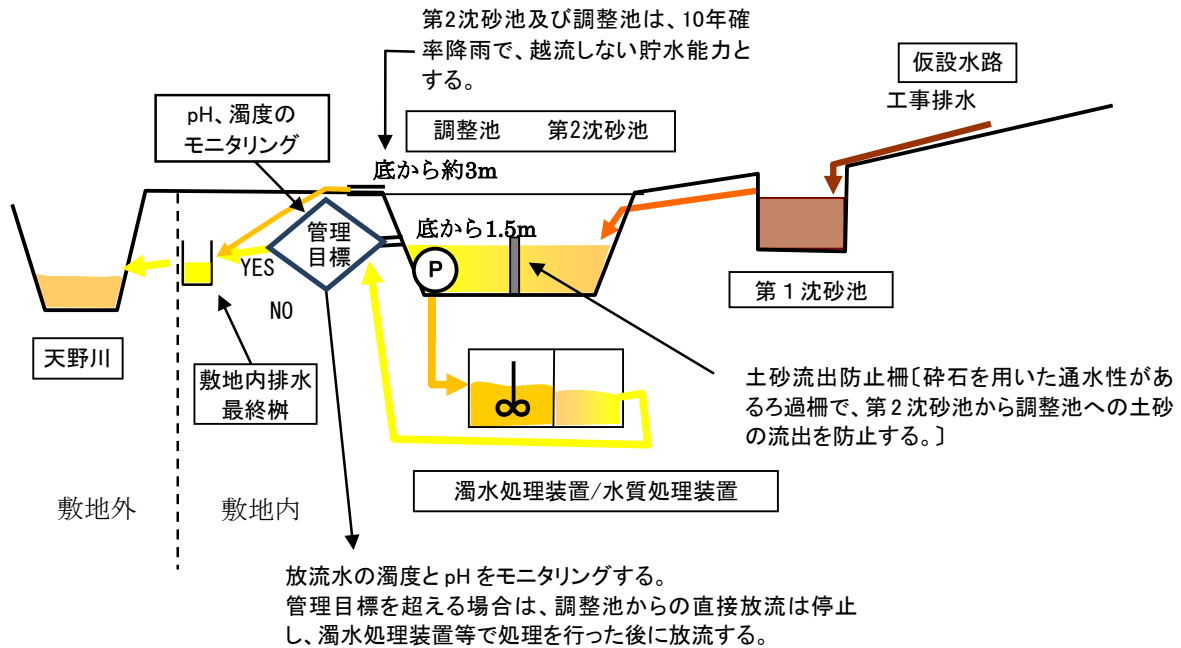 第2沈砂池及び調整池は、10年確
率降雨で、越流しない貯水能力と
する。
仮設水路
工事排水
pH、濁度の
モニタリング
調整池　　第2沈砂池
底から約3m
底から1.5m
管理
目標
P
YES
NO
第１沈砂池
天野川
敷地内排水
最終桝
土砂流出防止柵〔砕石を用いた通水性があ
るろ過柵で、第２沈砂池から調整池への土砂
の流出を防止する。〕
濁水処理装置/水質処理装置
敷地外
敷地内
放流水の濁度とpHをモニタリングする。
管理目標を超える場合は、調整池からの直接放流は停止
し、濁水処理装置等で処理を行った後に放流する。